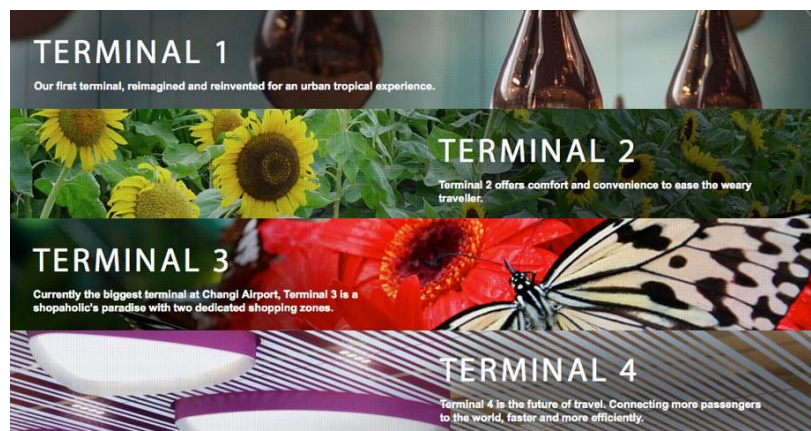 TERMINAL 1
Our first terminal, reimagined and reinvented for an urban tropical experience.
TERMINAL 2
Terminal 2 offers comfort and convenience to ease the weary
traveller.
TERMINAL 3
Currently the biggest terminal at Changi Airport, Terminal 3 is a
shopaholic's paradise with two dedicated shopping zones.
TERMINAL 4
Terminal 4 is the future of travel. Connecting more passengers
to the world, faster and more efficiently.